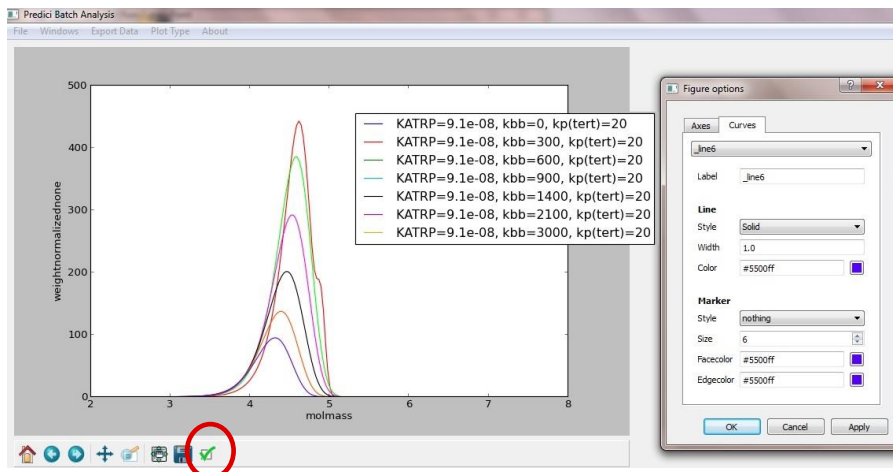 Predici Batch Analysis
File Windows Export Data Plot Type About
500
400
300
200
100
0
weightnormalizednone
2 3 4 5 6 7 8
molmass
KATRP=9.1e-08, kbb=0, kp(tert)=20
KATRP=9.1e-08, kbb=300, kp(tert)=20
KATRP=9.1e-08, kbb=600, kp(tert)=20
KATRP=9.1e-08, kbb=900, kp(tert)=20
KATRP=9.1e-08, kbb=1400, kp(tert)=20
KATRP=9.1e-08, kbb=2100, kp(tert)=20
KATRP=9.1e-08, kbb=3000, kp(tert)=20
Figure options
Axes Curves
_line6
Label _line6
Line
Style Solid
Width 1.0
Color #5500ff
Marker
Style nothing
Size 6
Facecolor #5500ff
Edgecolor #5500ff
OK Cancel Apply